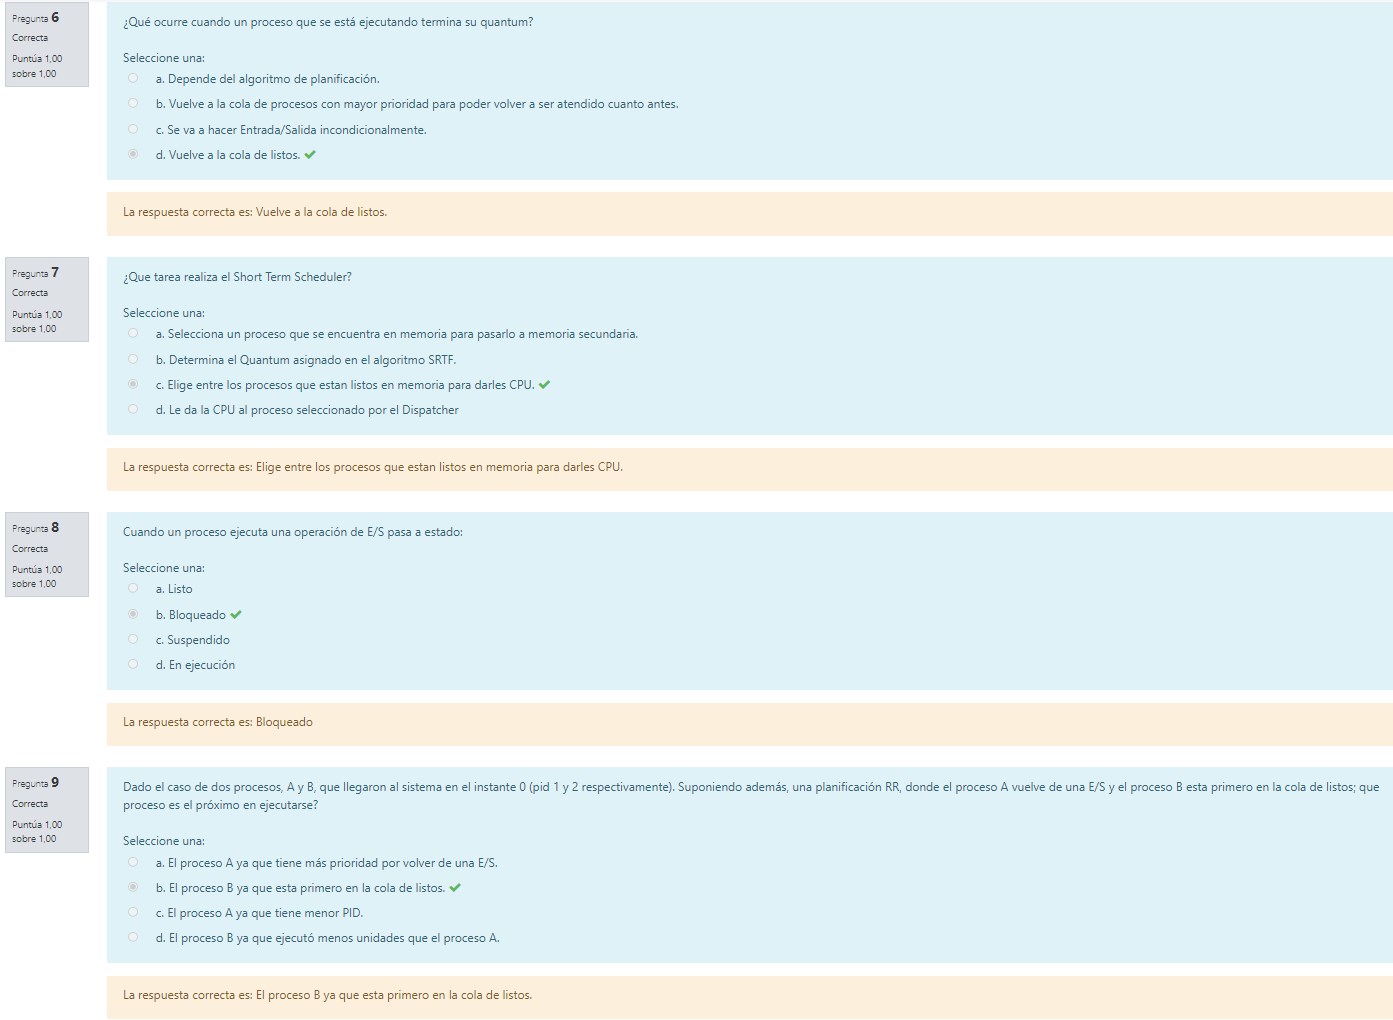 Pregunta 6
Correcta
Puntúa 1,00
sobre 1,00
¿Qué ocurre cuando un proceso que se está ejecutando termina su quantum?
Seleccione una:
a. Depende del algoritmo de planificación.
b. Vuelve a la cola de procesos con mayor prioridad para poder volver a ser atendido cuanto antes.
c. Se va a hacer Entrada/Salida incondicionalmente.
d. Vuelve a la cola de listos.
La respuesta correcta es: Vuelve a la cola de listos.
Pregunta 7
Correcta
Puntúa 1,00
sobre 1,00
¿Que tarea realiza el Short Term Scheduler?
Seleccione una:
a. Selecciona un proceso que se encuentra en memoria para pasarlo a memoria secundaria.
b. Determina el Quantum asignado en el algoritmo SRTF.
c. Elige entre los procesos que estan listos en memoria para darles CPU.
d. Le da la CPU al proceso seleccionado por el Dispatcher
La respuesta correcta es: Elige entre los procesos que estan listos en memoria para darles CPU.
Pregunta 8
Correcta
Puntúa 1,00
sobre 1,00
Cuando un proceso ejecuta una operación de E/S pasa a estado:
Seleccione una:
a. Listo
b. Bloqueado
c. Suspendido
d. En ejecución
La respuesta correcta es: Bloqueado
Pregunta 9
Correcta
Puntúa 1,00
sobre 1,00
Dado el caso de dos procesos, A y B, que llegaron al sistema en el instante 0 (pid 1 y 2 respectivamente). Suponiendo además, una planificación RR, donde el proceso A vuelve de una E/S y el proceso B esta primero en la cola de listos; que
proceso es el próximo en ejecutarse?
Seleccione una:
a. El proceso A ya que tiene más prioridad por volver de una E/S.
b. El proceso B ya que esta primero en la cola de listos.
c. El proceso A ya que tiene menor PID.
d. El proceso B ya que ejecutó menos unidades que el proceso A.
La respuesta correcta es: El proceso B ya que esta primero en la cola de listos.